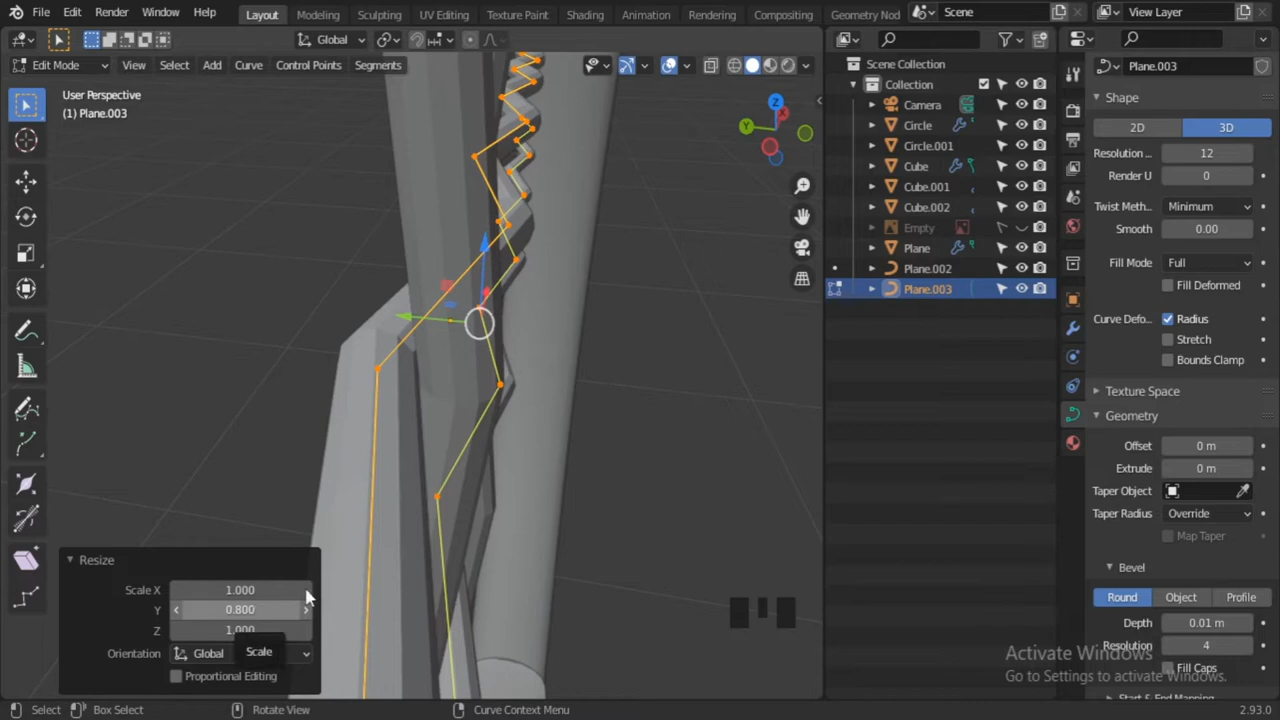 File Edit Render Window Help Layout Modeling Sculpting UV Editing Texture Paint Shading Animation Rendering Compositing Geometry Nod Scene View Layer
Global
Edit Mode View Select Add Curve Control Points Segments
User Perspective
(1) Plane.003
Z
Y
Scene Collection
Collection
Camera
Circle
Circle.001
Cube
Cube.001
Cube.002
Empty
Plane
Plane.002
Plane.003
Plane.003
Shape
2D 3D
Resolution ... 12
Render U 0
Twist Meth... Minimum
Smooth 0.00
Fill Mode Full
Fill Deformed
Curve Defo... Radius
Stretch
Bounds Clamp
Texture Space
Geometry
Offset 0 m
Extrude 0 m
Taper Object
Taper Radius Override
Map Taper
Bevel
Round Object Profile
Depth 0.01 m
Resolution 4
Fill Caps
Start & End Mapping
Resize
Scale X 1.000
Y 0.800
Z 1.000
Orientation Global
Scale
Proportional Editing
Activate Windows
Go to Settings to activate Windows.
Select Box Select Rotate View Curve Context Menu 2.93.0